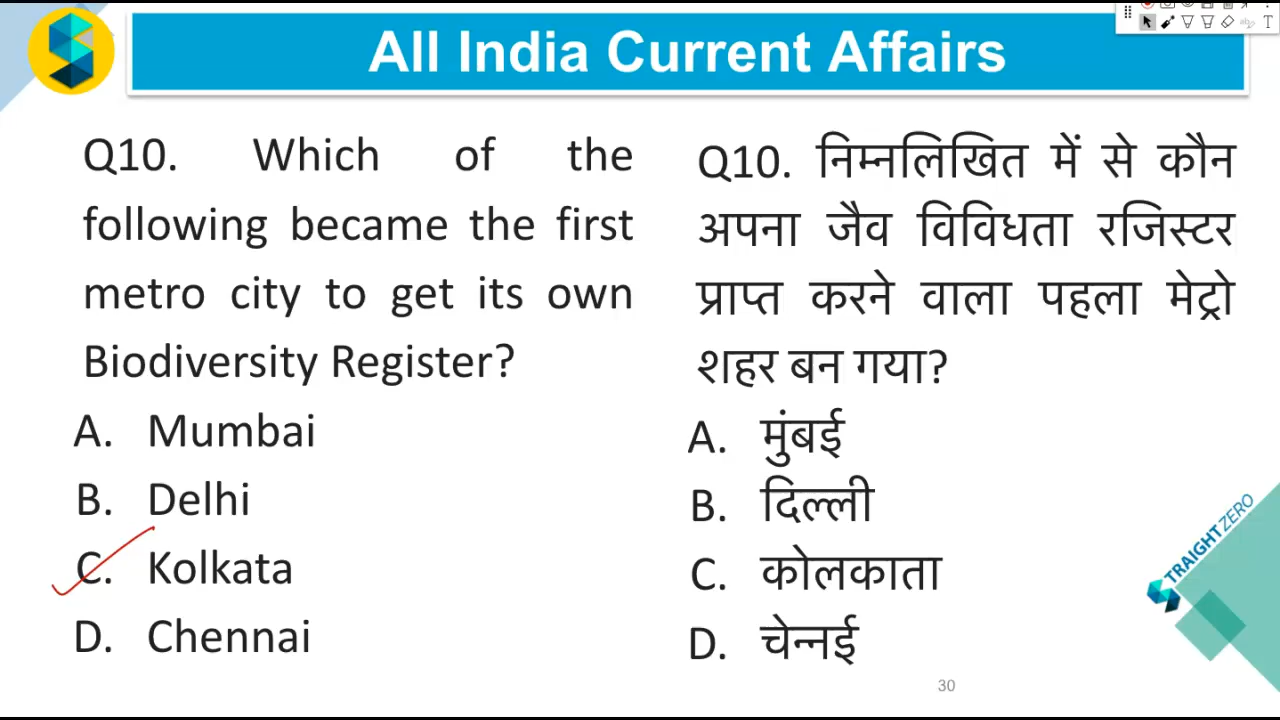 All India Current Affairs
Q10. Which of the
following became the first
metro city to get its own
Biodiversity Register?
A. Mumbai
B. Delhi
C. Kolkata
D. Chennai
Q10. निम्नलिखित में से कौन
अपना जैव विविधता रजिस्टर
प्राप्त करने वाला पहला मेट्रो
शहर बन गया?
A. मुंबई
B. दिल्ली
C. कोलकाता
D. चेन्नई
TRAIGHTZERO
30